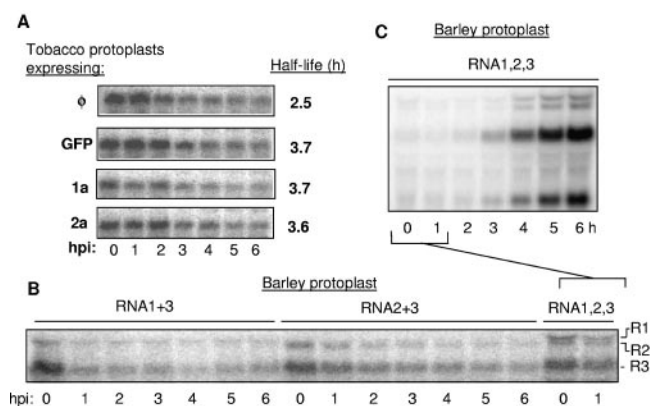 A
Tobacco protoplasts
expressing:
Half-life (h)
ϕ
2.5
GFP
3.7
1a
3.7
2a
3.6
hpi: 0 1 2 3 4 5 6
C
Barley protoplast
RNA1,2,3
0 1 2 3 4 5 6 h
B
Barley protoplast
RNA1+3
RNA2+3
RNA1,2,3
R1
R2
R3
hpi: 0 1 2 3 4 5 6 0 1 2 3 4 5 6 0 1